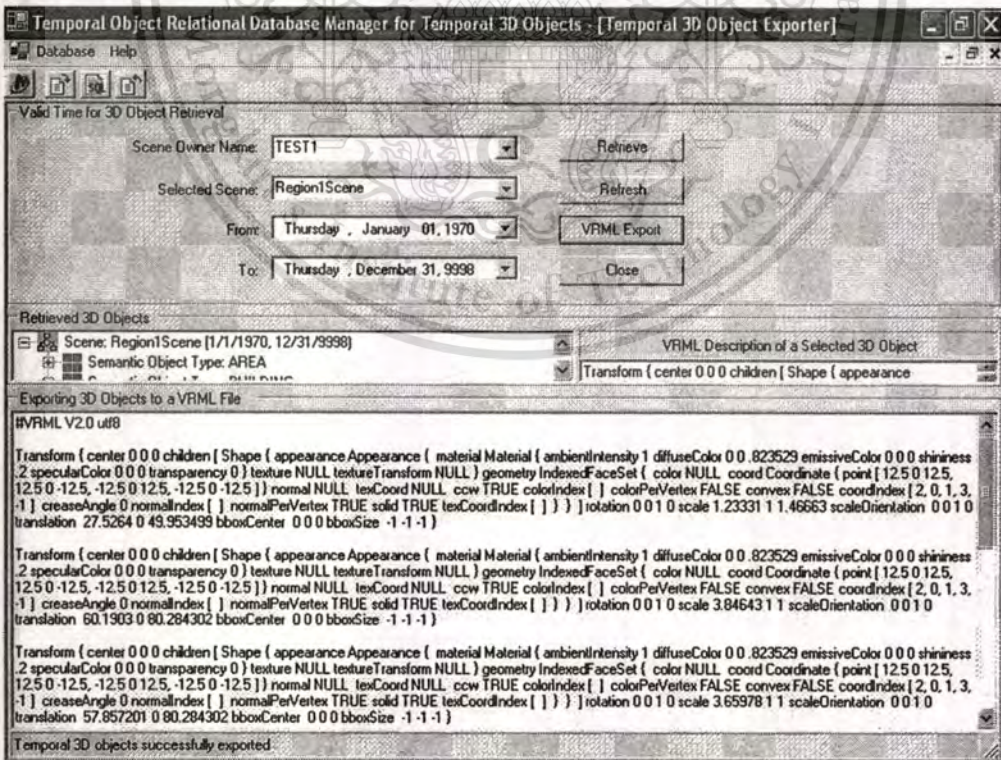 Temporal Object Relational Database Manager for Temporal 3D Objects - [Temporal 3D Object Exporter]
Database Help
SQL
Valid Time for 3D Object Retrieval
Scene Owner Name: TEST1 Retrieve
Selected Scene: Region1Scene Refresh
From: Thursday , January 01, 1970 VRML Export
To: Thursday , December 31, 9998 Close
Institute of Technology
Retrieved 3D Objects
Scene: Region1Scene (1/1/1970, 12/31/9998) VRML Description of a Selected 3D Object
Semantic Object Type: AREA Transform { center 0 0 0 children [ Shape { appearance
Exporting 3D Objects to a VRML File
#VRML V2.0 utf8
Transform { center 0 0 0 children [ Shape { appearance Appearance { material Material { ambientIntensity 1 diffuseColor 0 0 .823529 emissiveColor 0 0 0 shininess
.2 specularColor 0 0 0 transparency 0 } texture NULL textureTransform NULL } geometry IndexedFaceSet { color NULL coord Coordinate { point [ 12.5 0 12.5,
12.5 0 -12.5, -12.5 0 12.5, -12.5 0 -12.5 ] } normal NULL texCoord NULL ccw TRUE colorIndex [ ] colorPerVertex FALSE convex FALSE coordIndex [ 2, 0, 1, 3,
-1 ] creaseAngle 0 normalIndex [ ] normalPerVertex TRUE solid TRUE texCoordIndex [ ] } } ] rotation 0 0 1 0 scale 1.23331 1 1.46663 scaleOrientation 0 0 1 0
translation 27.5264 0 49.953499 bboxCenter 0 0 0 bboxSize -1 -1 -1 }
Transform { center 0 0 0 children [ Shape { appearance Appearance { material Material { ambientIntensity 1 diffuseColor 0 0 .823529 emissiveColor 0 0 0 shininess
.2 specularColor 0 0 0 transparency 0 } texture NULL textureTransform NULL } geometry IndexedFaceSet { color NULL coord Coordinate { point [ 12.5 0 12.5,
12.5 0 -12.5, -12.5 0 12.5, -12.5 0 -12.5 ] } normal NULL texCoord NULL ccw TRUE colorIndex [ ] colorPerVertex FALSE convex FALSE coordIndex [ 2, 0, 1, 3,
-1 ] creaseAngle 0 normalIndex [ ] normalPerVertex TRUE solid TRUE texCoordIndex [ ] } } ] rotation 0 0 1 0 scale 3.84643 1 1 scaleOrientation 0 0 1 0
translation 60.1903 0 80.284302 bboxCenter 0 0 0 bboxSize -1 -1 -1 }
Transform { center 0 0 0 children [ Shape { appearance Appearance { material Material { ambientIntensity 1 diffuseColor 0 0 .823529 emissiveColor 0 0 0 shininess
.2 specularColor 0 0 0 transparency 0 } texture NULL textureTransform NULL } geometry IndexedFaceSet { color NULL coord Coordinate { point [ 12.5 0 12.5,
12.5 0 -12.5, -12.5 0 12.5, -12.5 0 -12.5 ] } normal NULL texCoord NULL ccw TRUE colorIndex [ ] colorPerVertex FALSE convex FALSE coordIndex [ 2, 0, 1, 3,
-1 ] creaseAngle 0 normalIndex [ ] normalPerVertex TRUE solid TRUE texCoordIndex [ ] } } ] rotation 0 0 1 0 scale 3.65978 1 1 scaleOrientation 0 0 1 0
translation 57.857201 0 80.284302 bboxCenter 0 0 0 bboxSize -1 -1 -1 }
Temporal 3D objects successfully exported